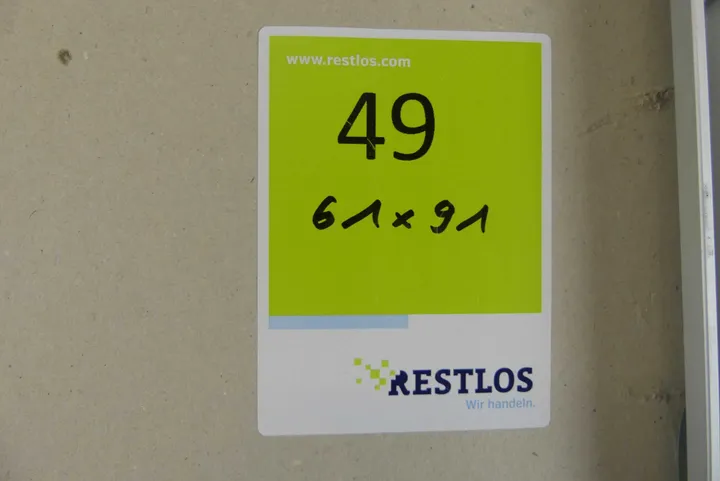 www.restlos.com
49
61 x 91
RESTLOS
Wir handeln.